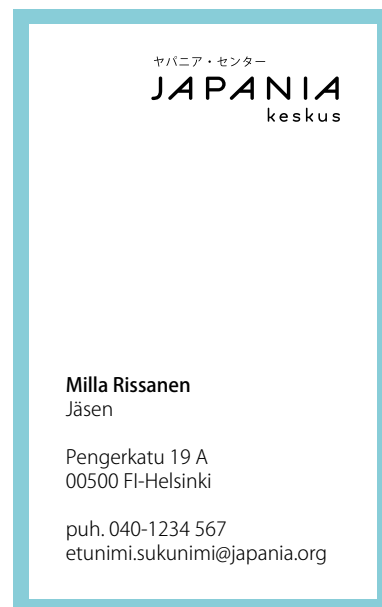 ヤパニア・センター
JAPANIA
keskus
Milla Rissanen
Jäsen
Pengerkatu 19 A
00500 FI-Helsinki
puh. 040-1234 567
etunimi.sukunimi@japania.org